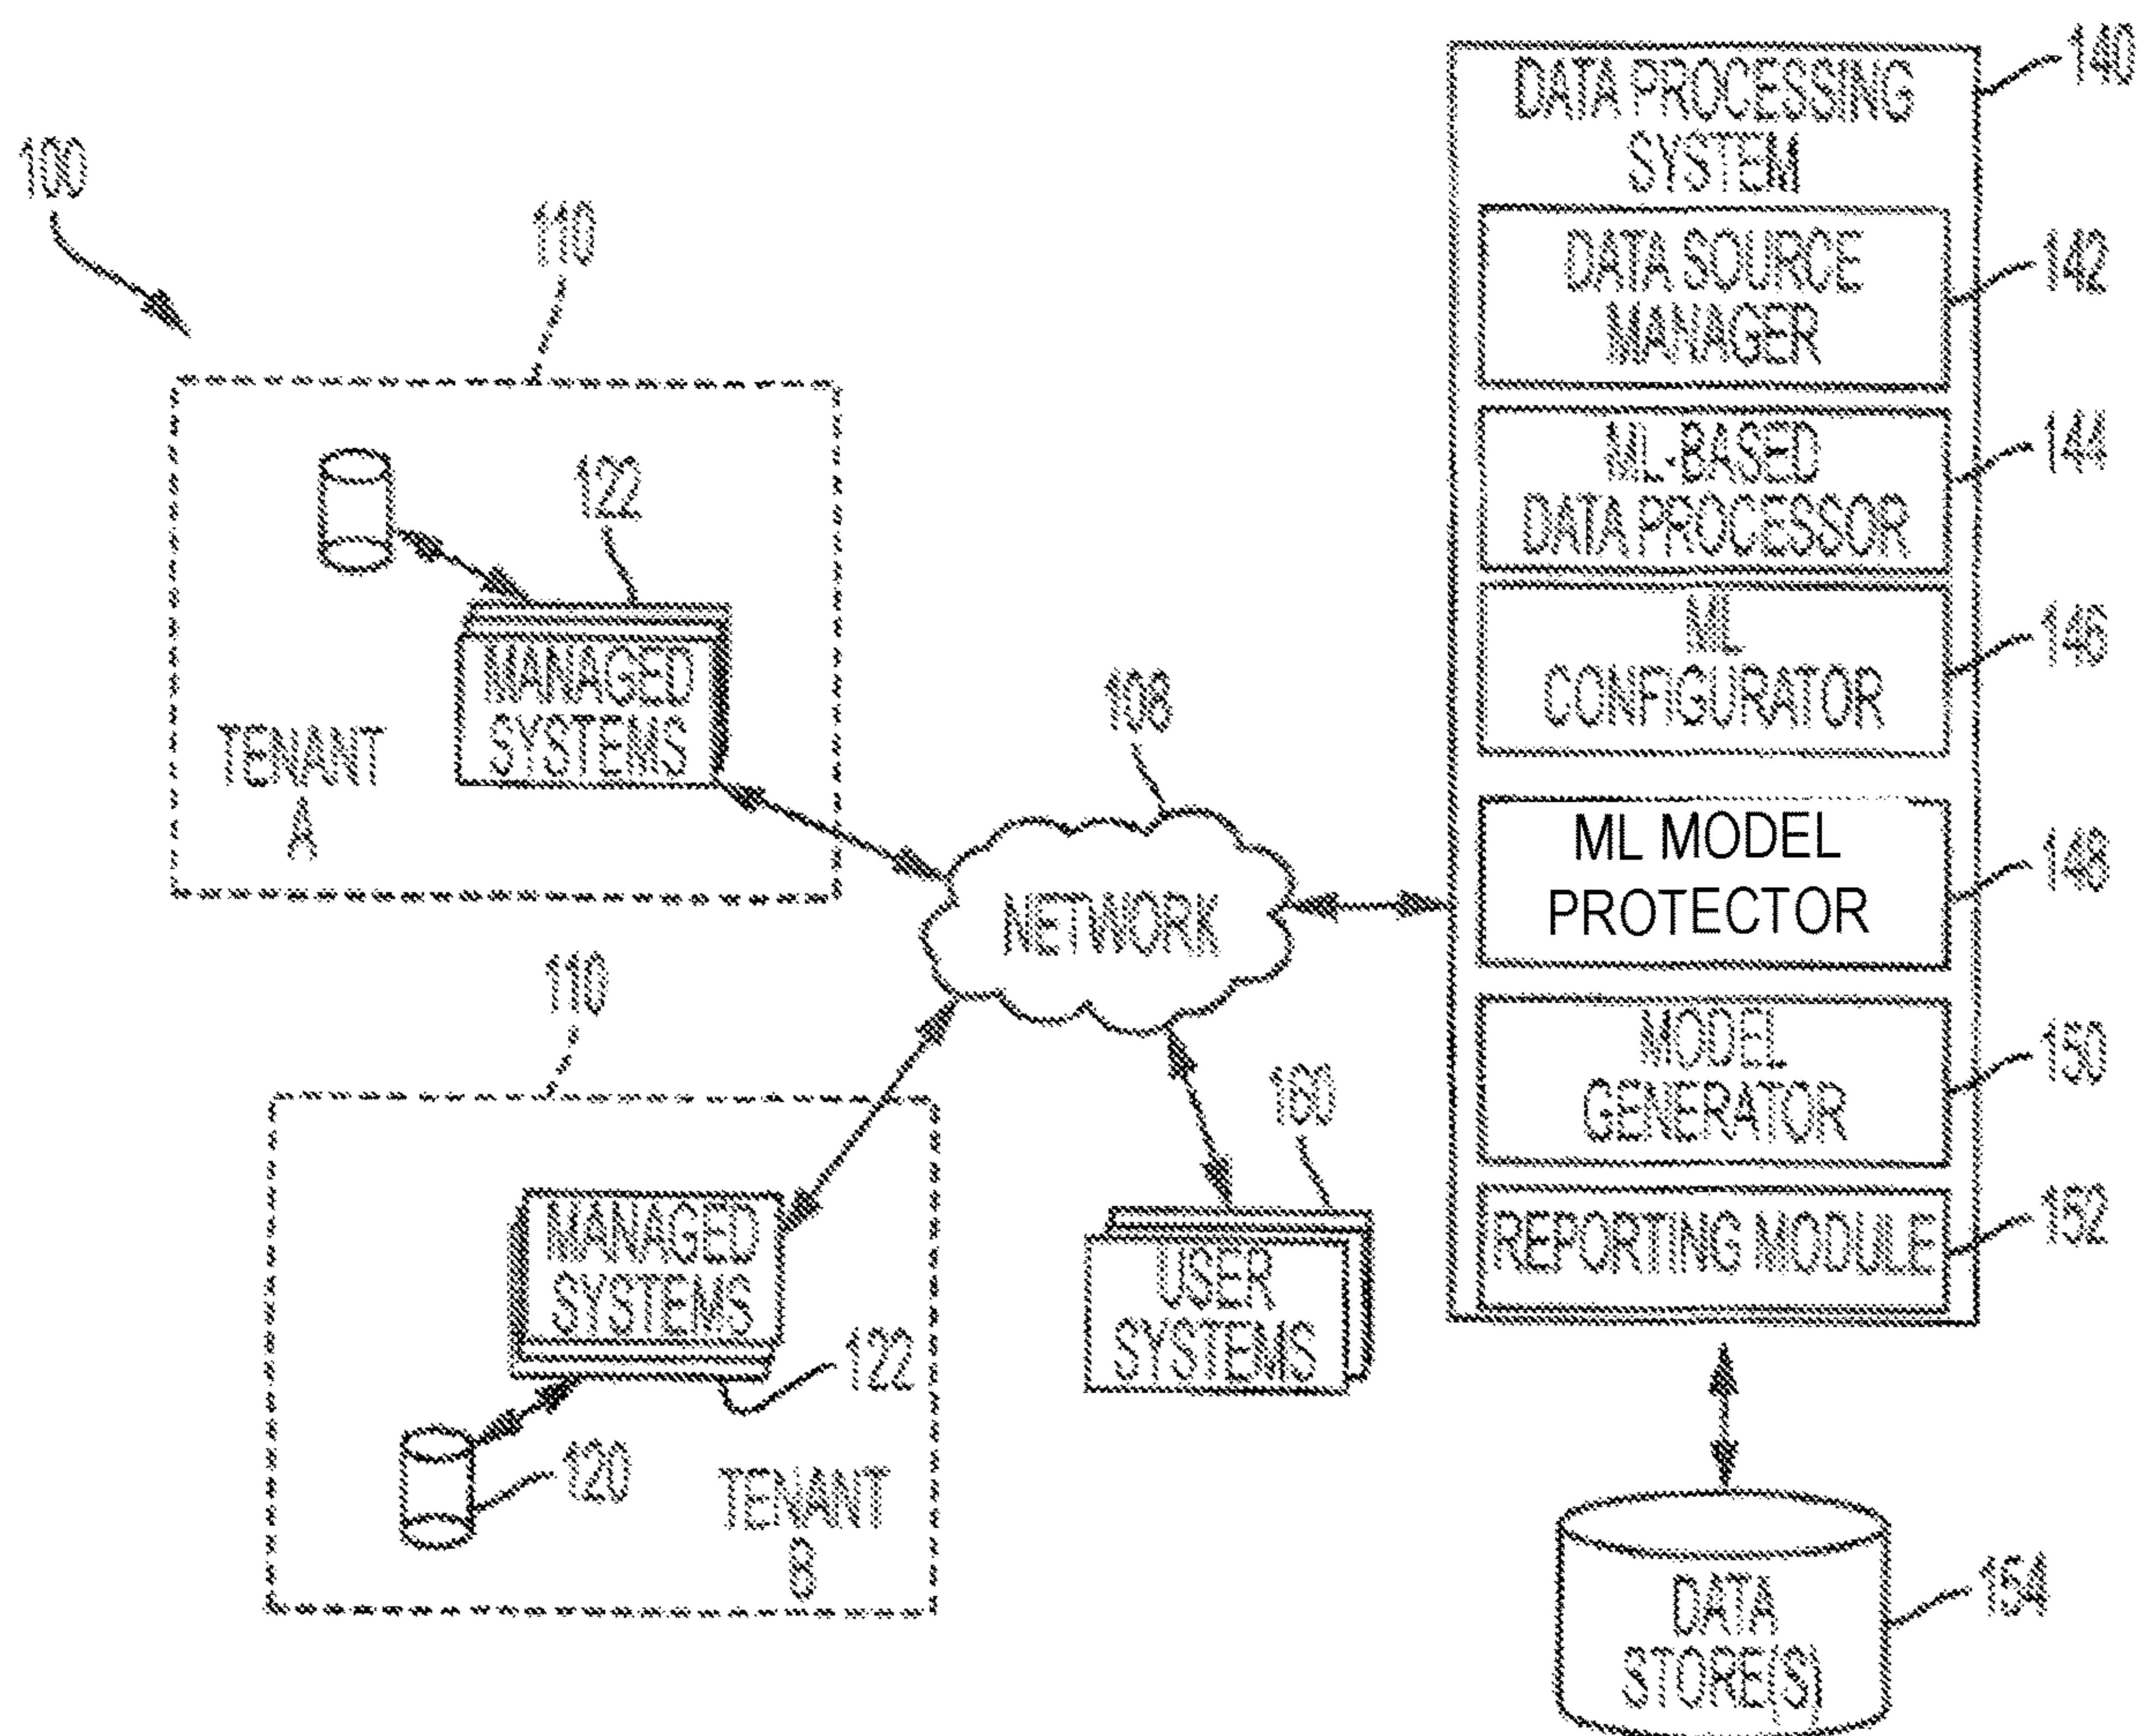 100
110
122
MANAGED
SYSTEMS
TENANT
A
108
NETWORK
110
MANAGED
SYSTEMS
122
120
TENANT
B
160
USER
SYSTEMS
140
DATA PROCESSING
SYSTEM
DATA SOURCE
MANAGER
142
ML-BASED
DATA PROCESSOR
144
ML
CONFIGURATOR
146
ML MODEL
PROTECTOR
148
MODEL
GENERATOR
150
REPORTING MODULE
152
DATA
STORE(S)
154